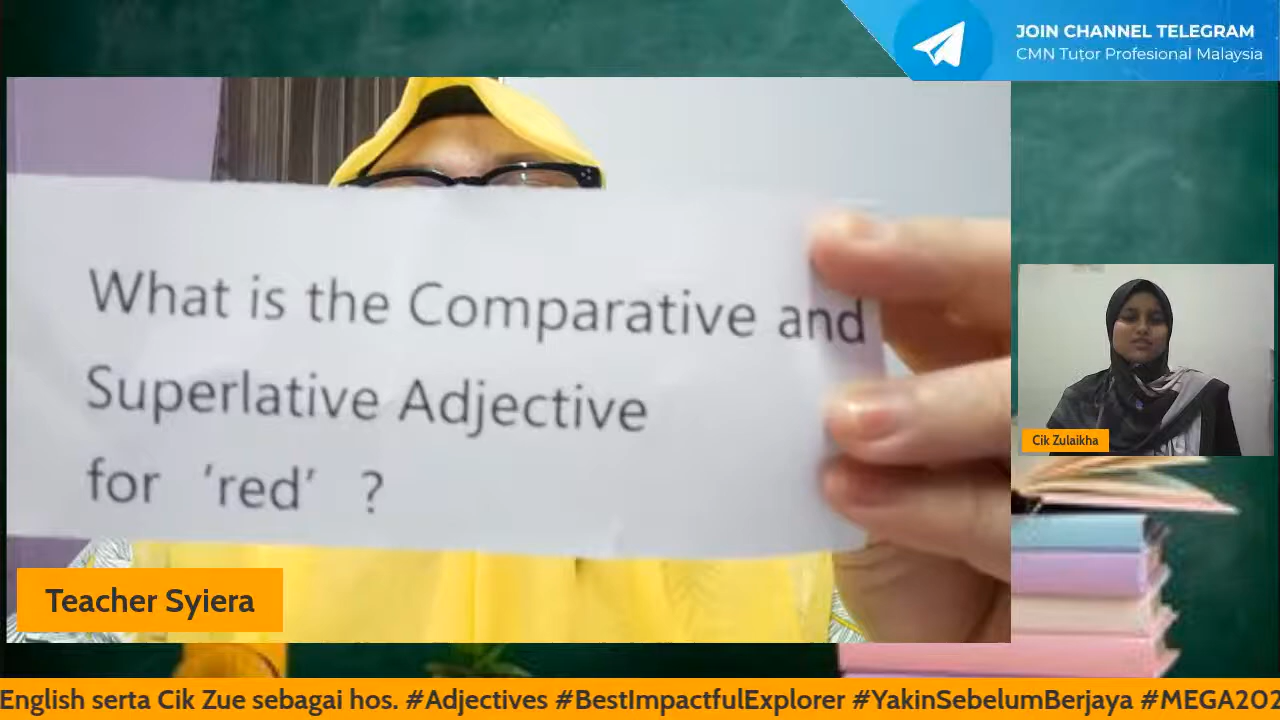 JOIN CHANNEL TELEGRAM
CMN Tutor Profesional Malaysia
What is the Comparative and
Superlative Adjective
for 'red' ?
Cik Zulaikha
Teacher Syiera
English serta Cik Zue sebagai hos. #Adjectives #BestImpactfulExplorer #YakinSebelumBerjaya #MEGA202